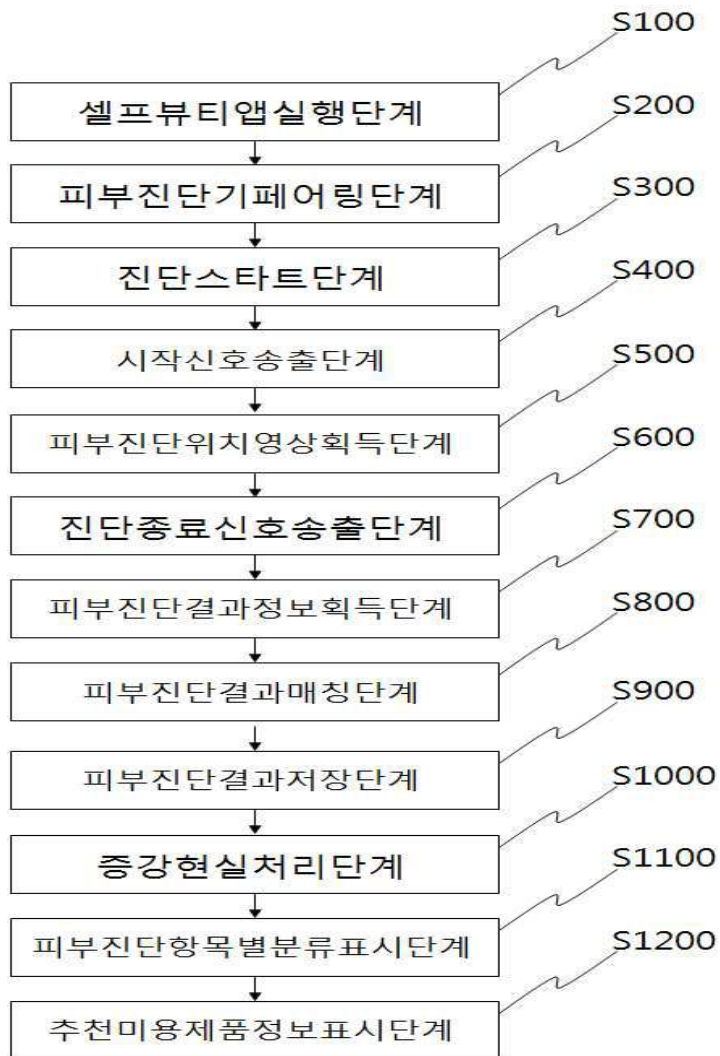 S100
셀프뷰티앱실행단계
S200
피부진단기페어링단계
S300
진단스타트단계
S400
시작신호송출단계
S500
피부진단위치영상획득단계
S600
진단종료신호송출단계
S700
피부진단결과정보획득단계
S800
피부진단결과매칭단계
S900
피부진단결과저장단계
S1000
증강현실처리단계
S1100
피부진단항목별분류표시단계
S1200
추천미용제품정보표시단계